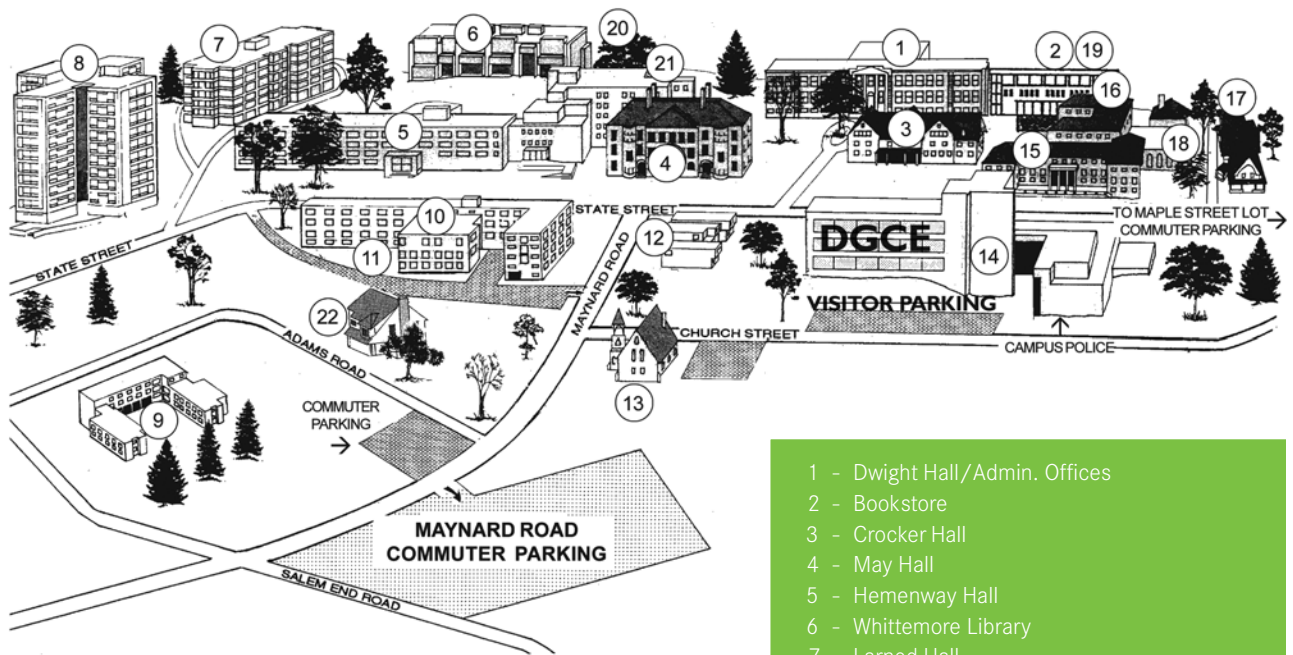 7
6
20
1
2
19
8
21
16
17
5
3
4
15
18
10
STATE STREET
12
TO MAPLE STREET LOT
COMMUTER PARKING
DGCE
14
11
STATE STREET
MAYNARD ROAD
VISITOR PARKING
22
CHURCH STREET
ADAMS ROAD
CAMPUS POLICE
9
COMMUTER
PARKING
13
MAYNARD ROAD
COMMUTER PARKING
SALEM END ROAD
1 - Dwight Hall/Admin. Offices
2 - Bookstore
3 - Crocker Hall
4 - May Hall
5 - Hemenway Hall
6 - Whittemore Library
7 - Larned Hall